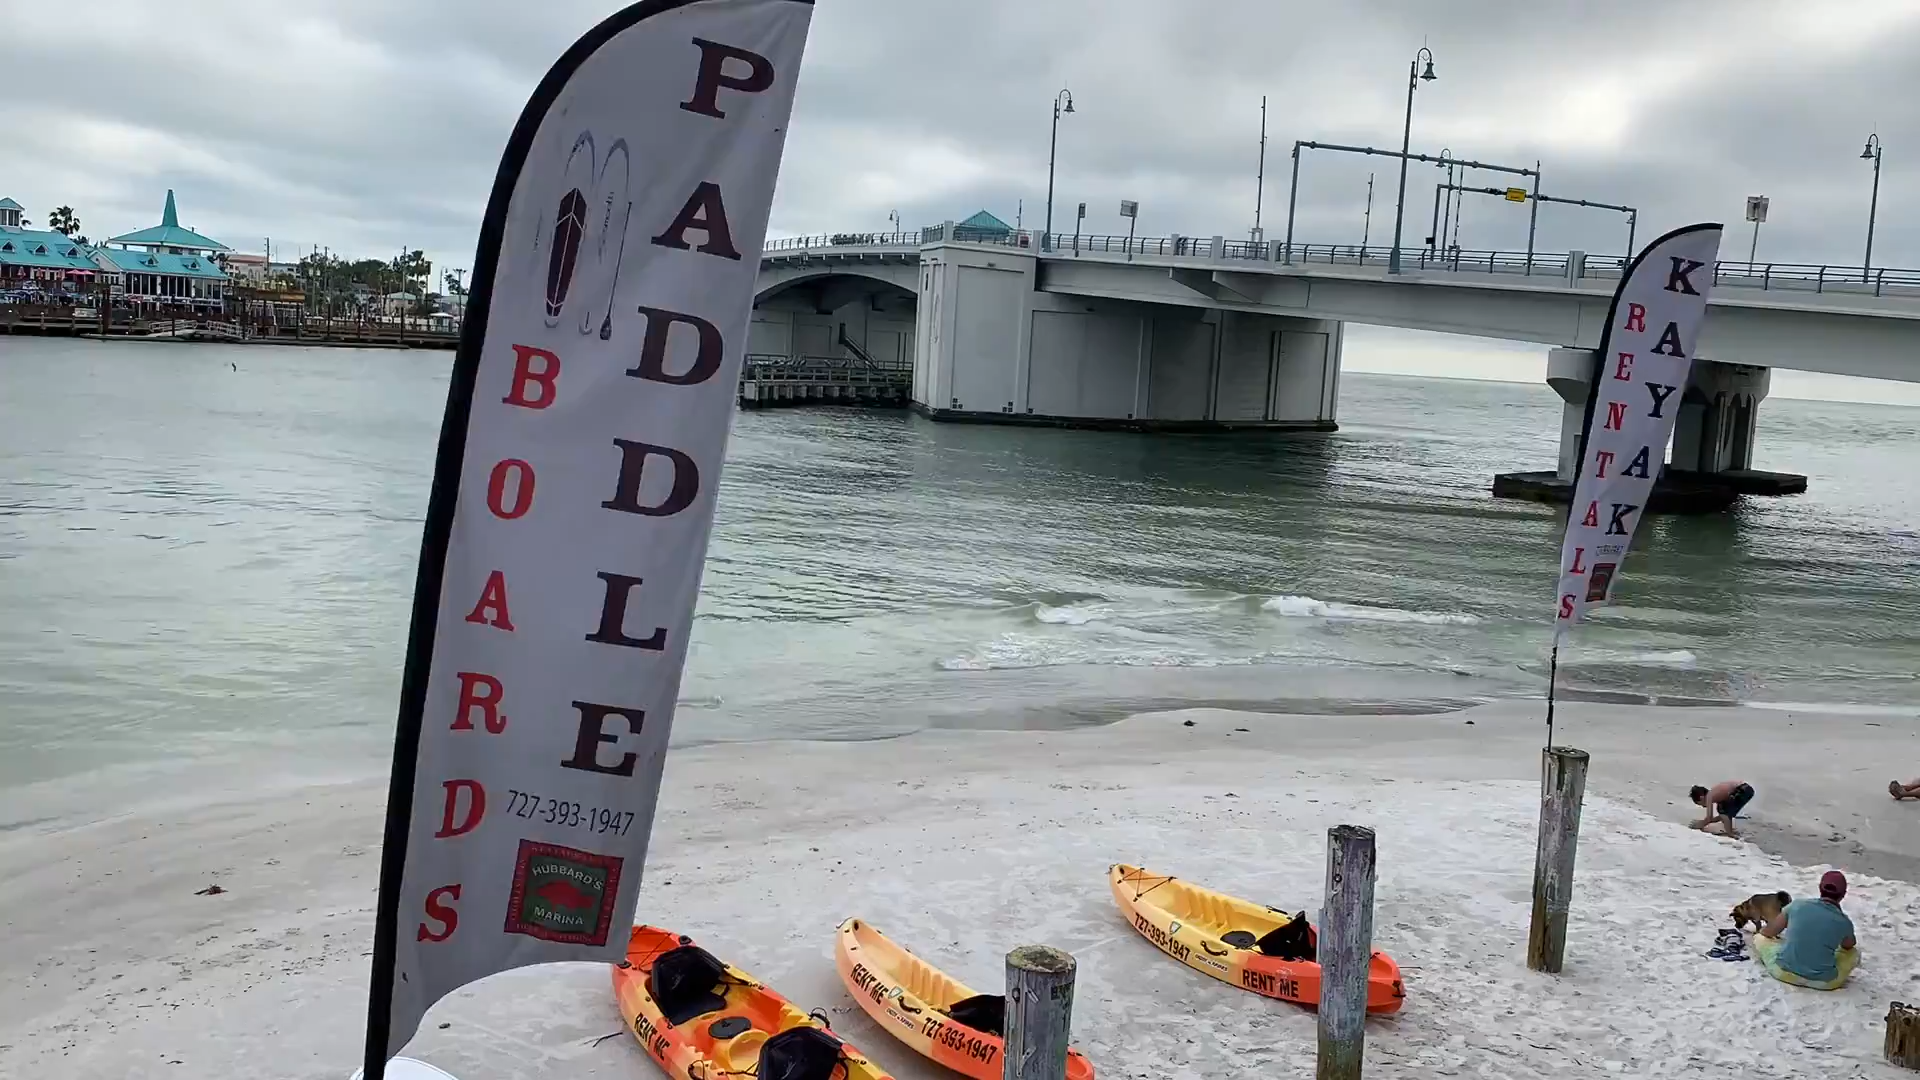 PADDLE
BOARDS
727-393-1947
HUBBARD'S
MARINA
KAYAK
RENTALS
RENT ME
RENT ME
727-393-1947
727-393-1947
RENT ME